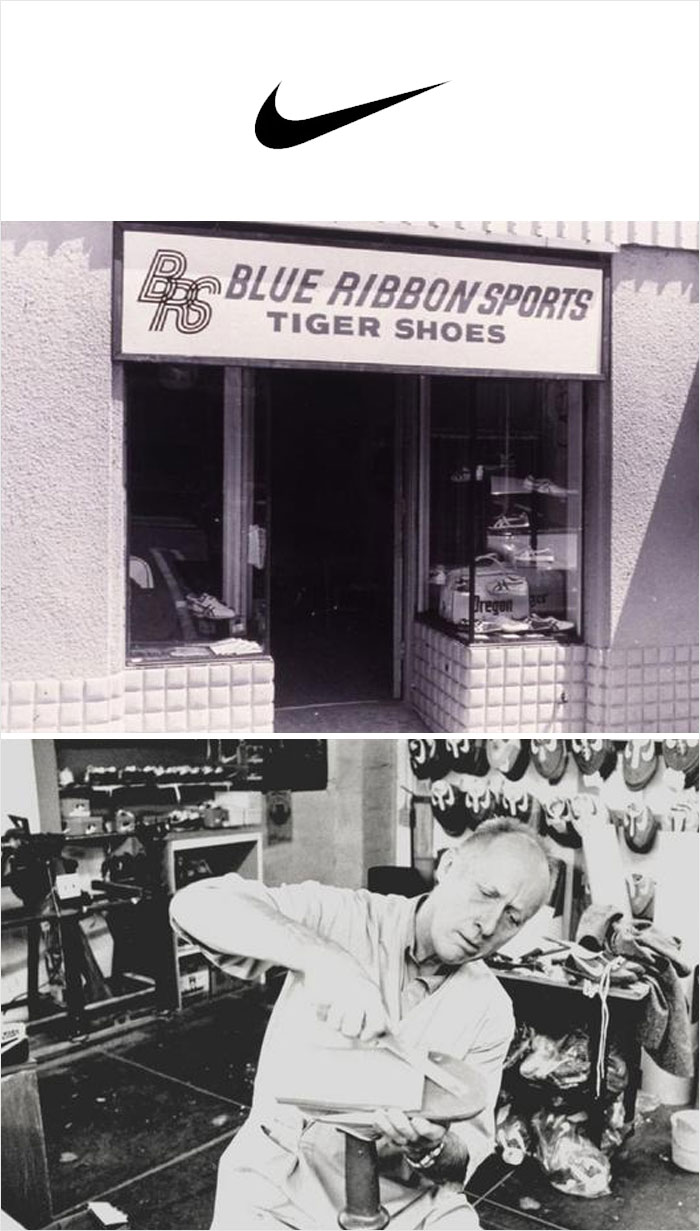 BRS BLUE RIBBON SPORTS
TIGER SHOES
Oregon